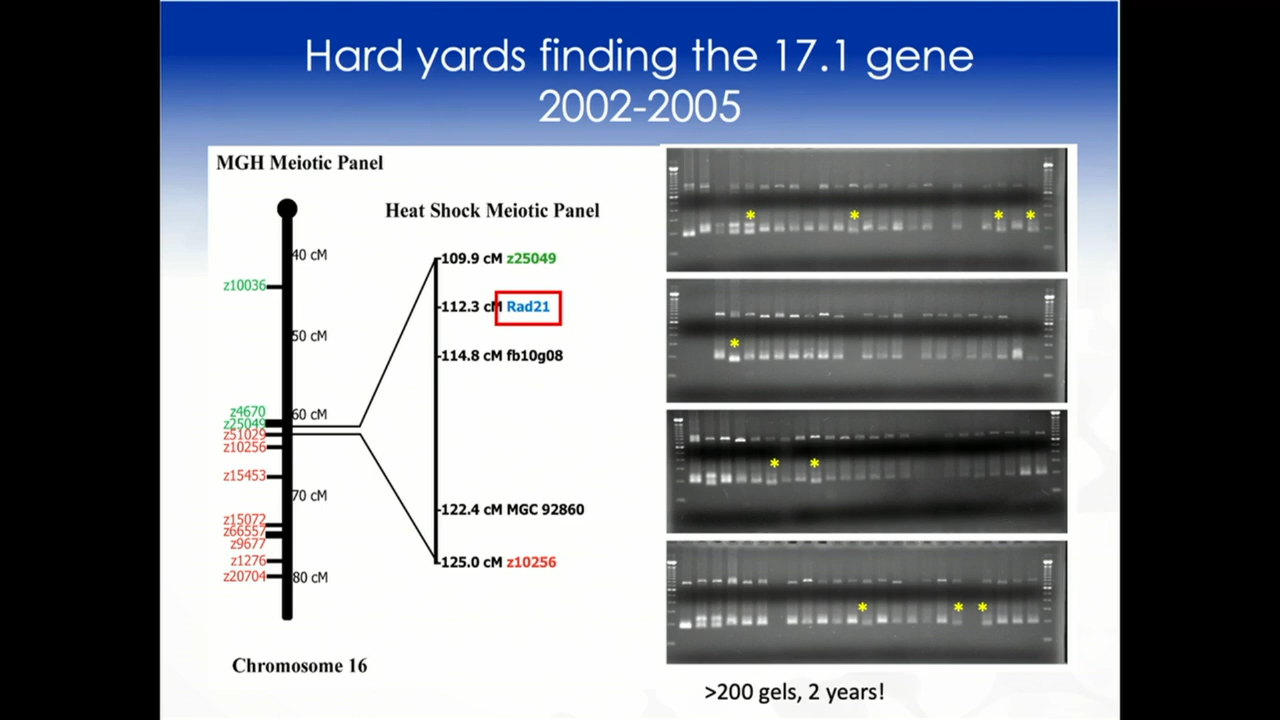 Hard yards finding the 17.1 gene
2002-2005
MGH Meiotic Panel
Heat Shock Meiotic Panel
40 cM
z10036
50 cM
z4670
60 cM
z25049
z51029
z10256
z15453
70 cM
z15072
z66557
z9677
z1276
z20704
80 cM
109.9 cM z25049
112.3 cM Rad21
114.8 cM fb10g08
122.4 cM MGC 92860
125.0 cM z10256
* * * *
*
* *
* * *
Chromosome 16
>200 gels, 2 years!